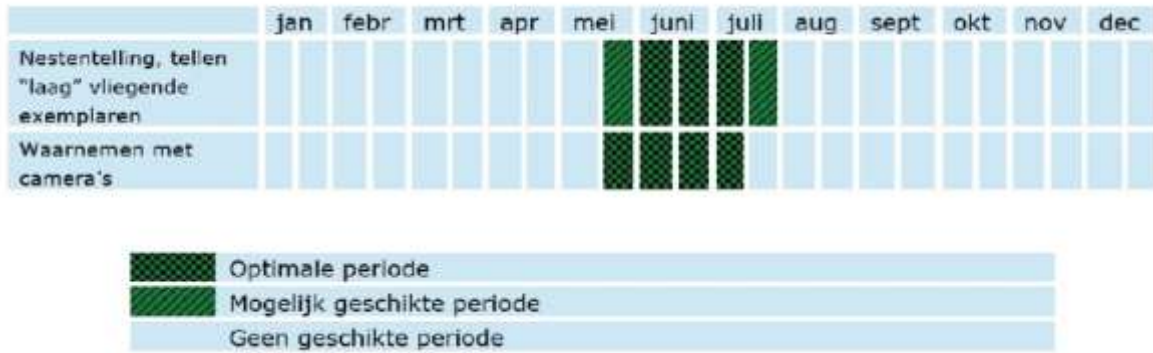 jan febr mrt apr mei juni juli aug sept okt nov dec
Nestentelling, tellen
"laag" vliegende
exemplaren
Waarnemen met
camera's
Optimale periode
Mogelijk geschikte periode
Geen geschikte periode